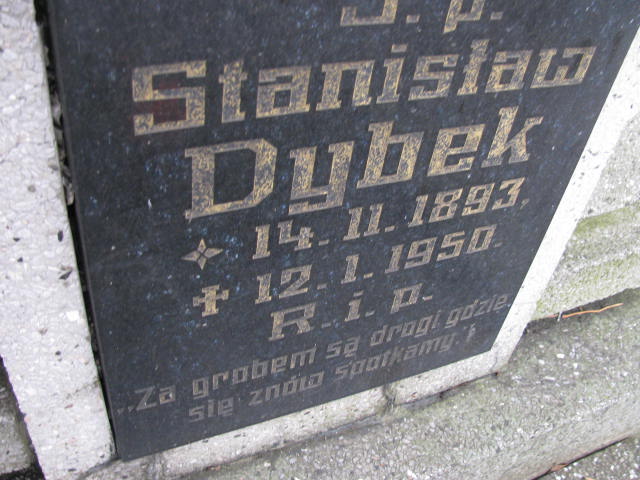 Ś. p.
Stanisław
Dybek
14. 11. 1893.
12. 1. 1950.
R. i. p.
„Za grobem są drogi gdzie
się znów spotkamy."